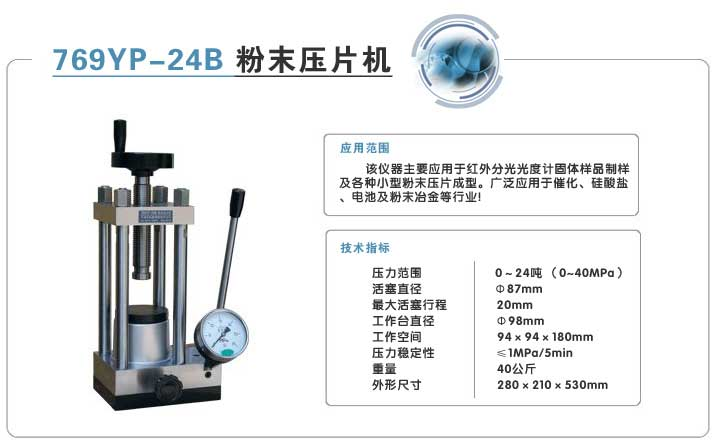 769YP-24B 粉末压片机
应用范围
该仪器主要应用于红外分光光度计固体样品制样
及各种小型粉末压片成型。广泛应用于催化、硅酸盐
、电池及粉末冶金等行业!
技术指标
压力范围 0~24吨 (0~40MPa)
活塞直径 Φ87mm
最大活塞行程 20mm
工作台直径 Φ98mm
工作空间 94×94×180mm
压力稳定性 ≤1MPa/5min
重量 40公斤
外形尺寸 280×210×530mm